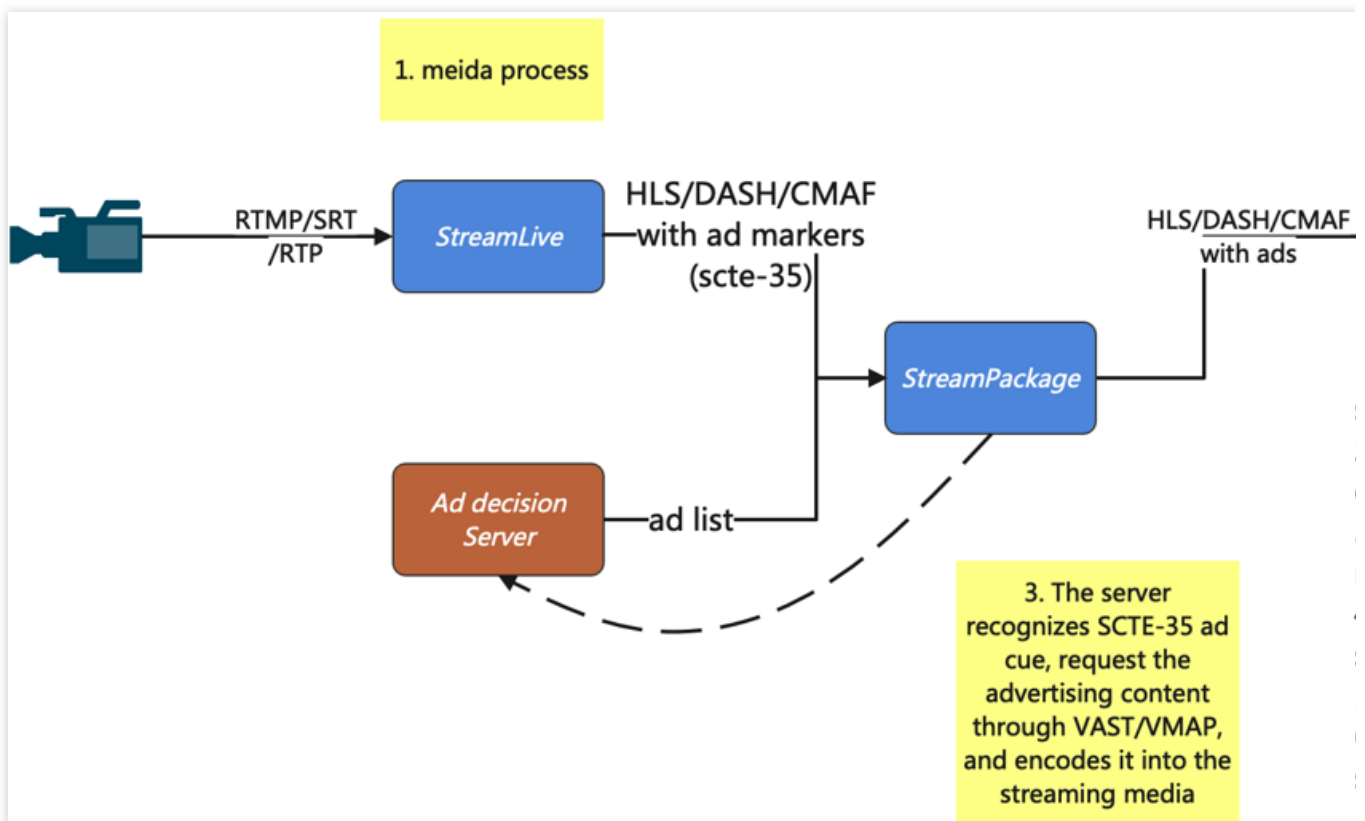 1. meida process
RTMP/SRT
/RTP
StreamLive
HLS/DASH/CMAF
with ad markers
(scte-35)
HLS/DASH/CMAF
with ads
StreamPackage
Ad decision
Server
ad list
3. The server
recognizes SCTE-35 ad
cue, request the
advertising content
through VAST/VMAP,
and encodes it into the
streaming media